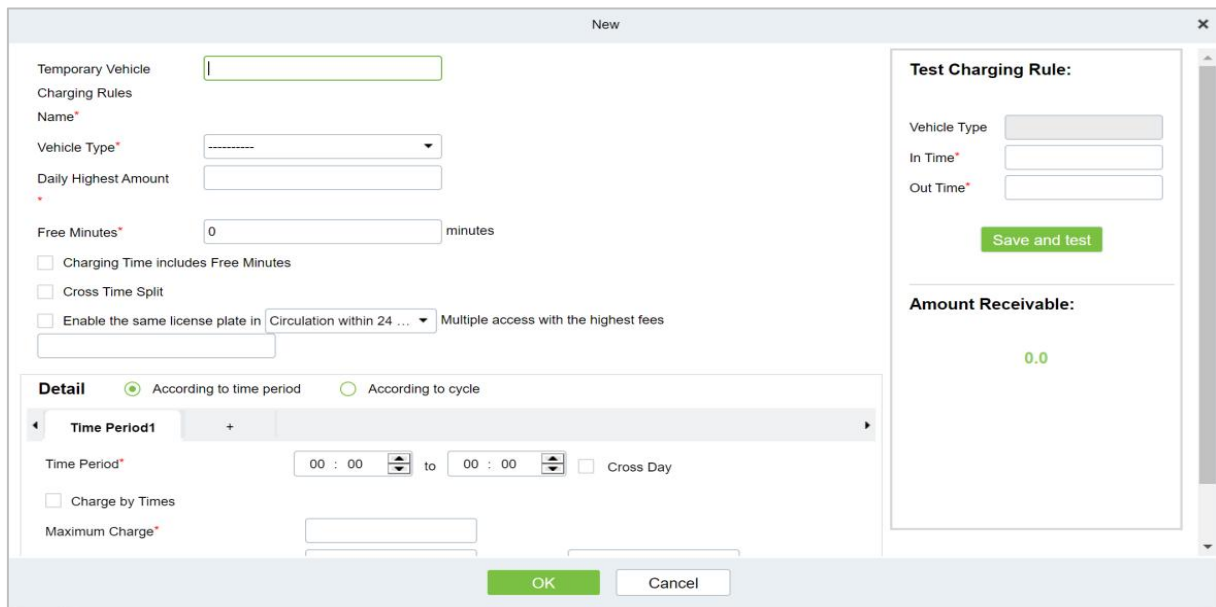 New
Temporary Vehicle
Charging Rules
Name*
Vehicle Type* ----------
Daily Highest Amount
*
Free Minutes* 0 minutes
Charging Time includes Free Minutes
Cross Time Split
Enable the same license plate in Circulation within 24 ... Multiple access with the highest fees
Detail According to time period According to cycle
Time Period1 +
Time Period* 00 : 00 to 00 : 00 Cross Day
Charge by Times
Maximum Charge*
Test Charging Rule:
Vehicle Type
In Time*
Out Time*
Save and test
Amount Receivable:
0.0
OK Cancel